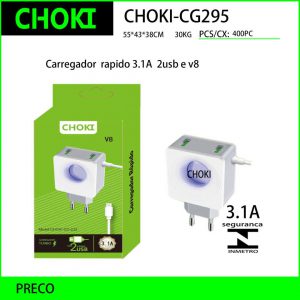 CHOKI
CHOKI-CG295
55*43*38CM 30KG PCS/CX: 400PC
Carregador rapido 3.1A 2usb e v8
CHOKI
V8
Carregador Rápido
2usb
3.1A
CHOKI
3.1A
seguranca
INMETRO
PRECO